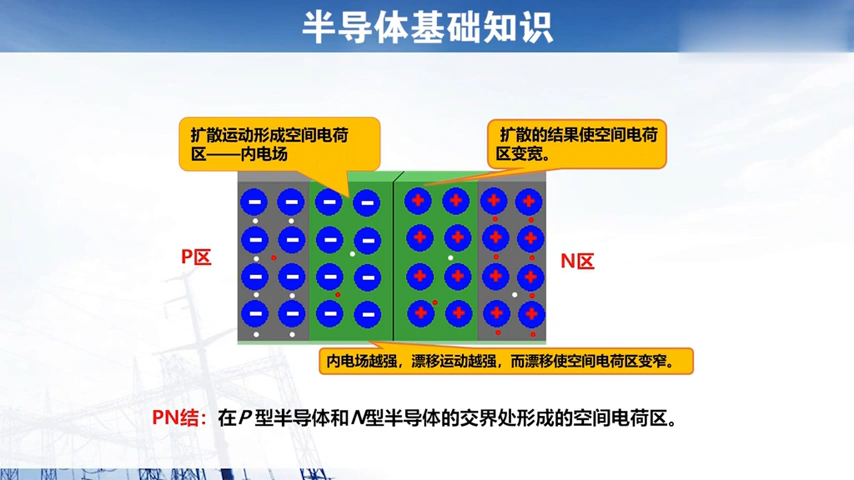 半导体基础知识
扩散运动形成空间电荷
区——内电场
扩散的结果使空间电荷
区变宽。
P区
N区
内电场越强，漂移运动越强，而漂移使空间电荷区变窄。
PN结：在P型半导体和N型半导体的交界处形成的空间电荷区。